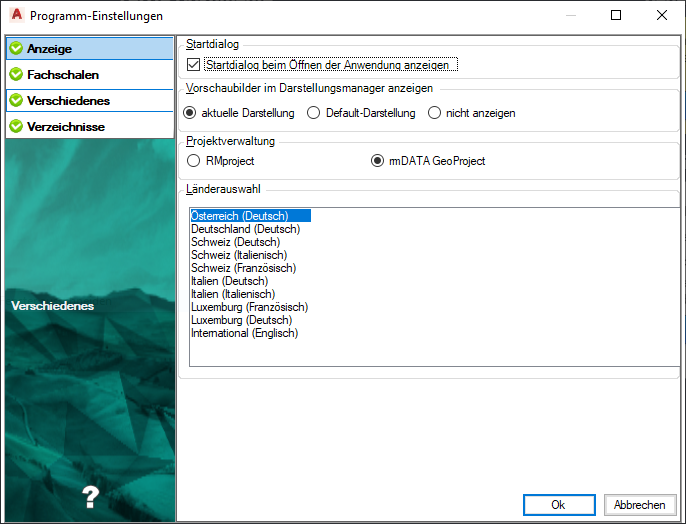 Programm-Einstellungen
Anzeige
Fachschalen
Verschiedenes
Verzeichnisse
Verschiedenes
?
Startdialog
Startdialog beim Öffnen der Anwendung anzeigen
Vorschaubilder im Darstellungsmanager anzeigen
aktuelle Darstellung Default-Darstellung nicht anzeigen
Projektverwaltung
RMproject rmDATA GeoProject
Länderauswahl
Österreich (Deutsch)
Deutschland (Deutsch)
Schweiz (Deutsch)
Schweiz (Italienisch)
Schweiz (Französisch)
Italien (Deutsch)
Italien (Italienisch)
Luxemburg (Französisch)
Luxemburg (Deutsch)
International (Englisch)
Ok Abbrechen